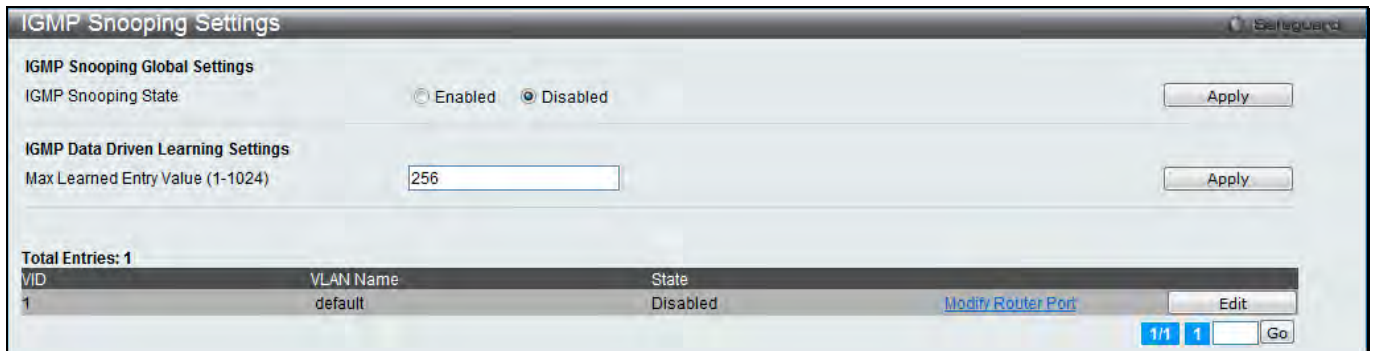 IGMP Snooping Settings
Safeguard
IGMP Snooping Global Settings
IGMP Snooping State Enabled Disabled Apply
IGMP Data Driven Learning Settings
Max Learned Entry Value (1-1024) 256 Apply
Total Entries: 1
VID VLAN Name State
1 default Disabled Modify Router Port Edit
1/1 1 Go